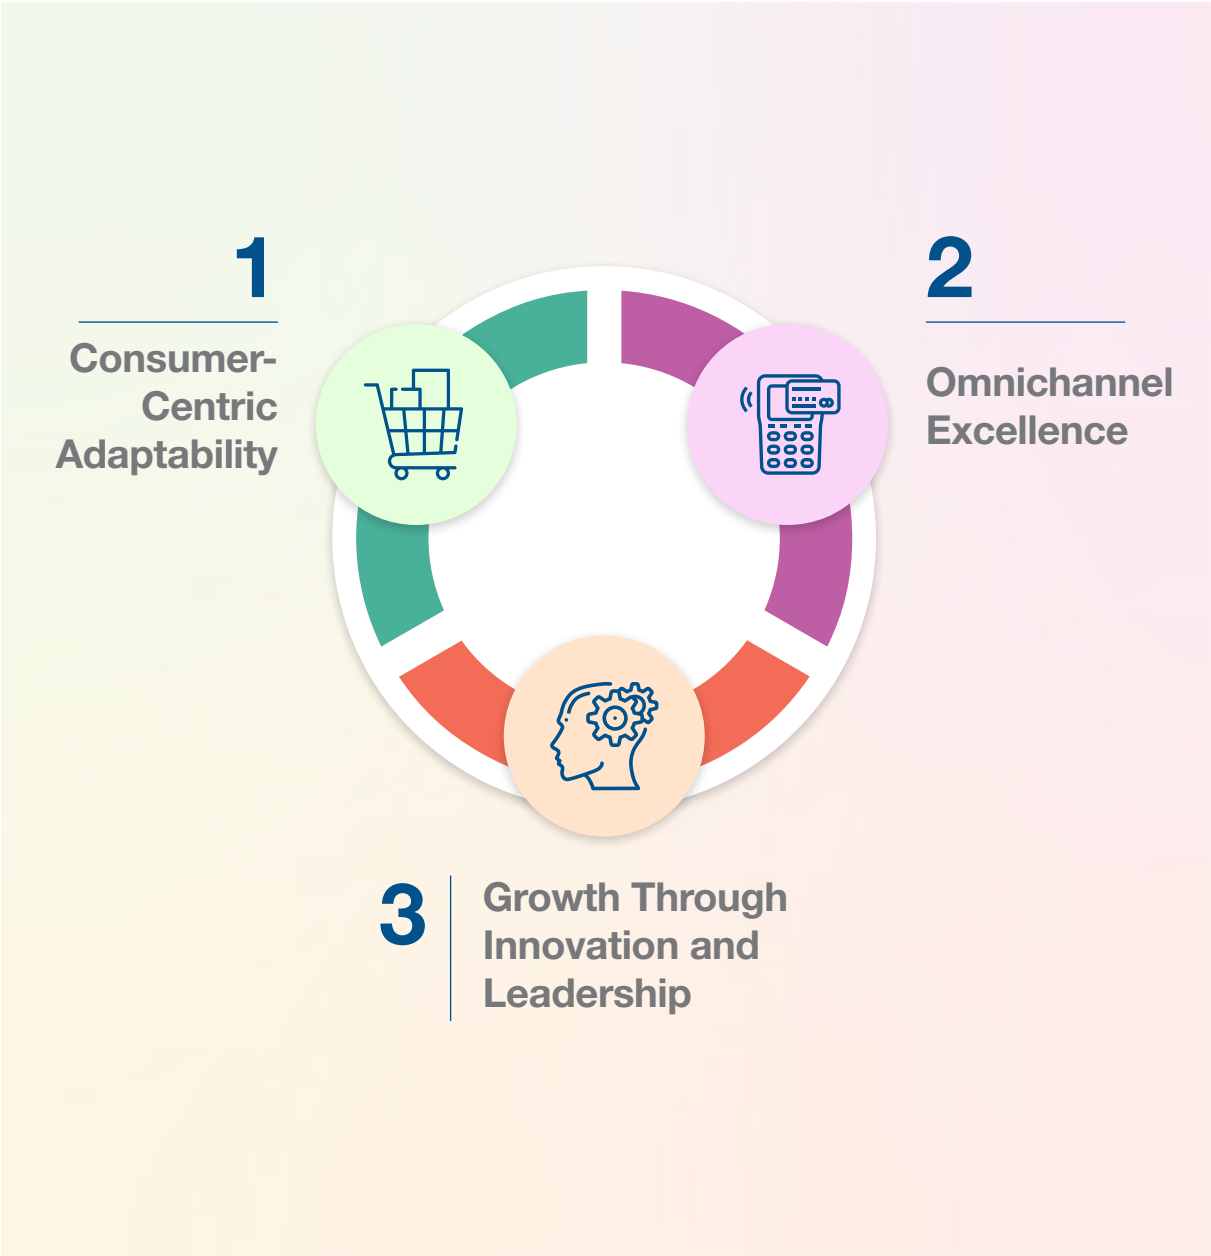 1
Consumer-
Centric
Adaptability
2
Omnichannel
Excellence
3
Growth Through
Innovation and
Leadership